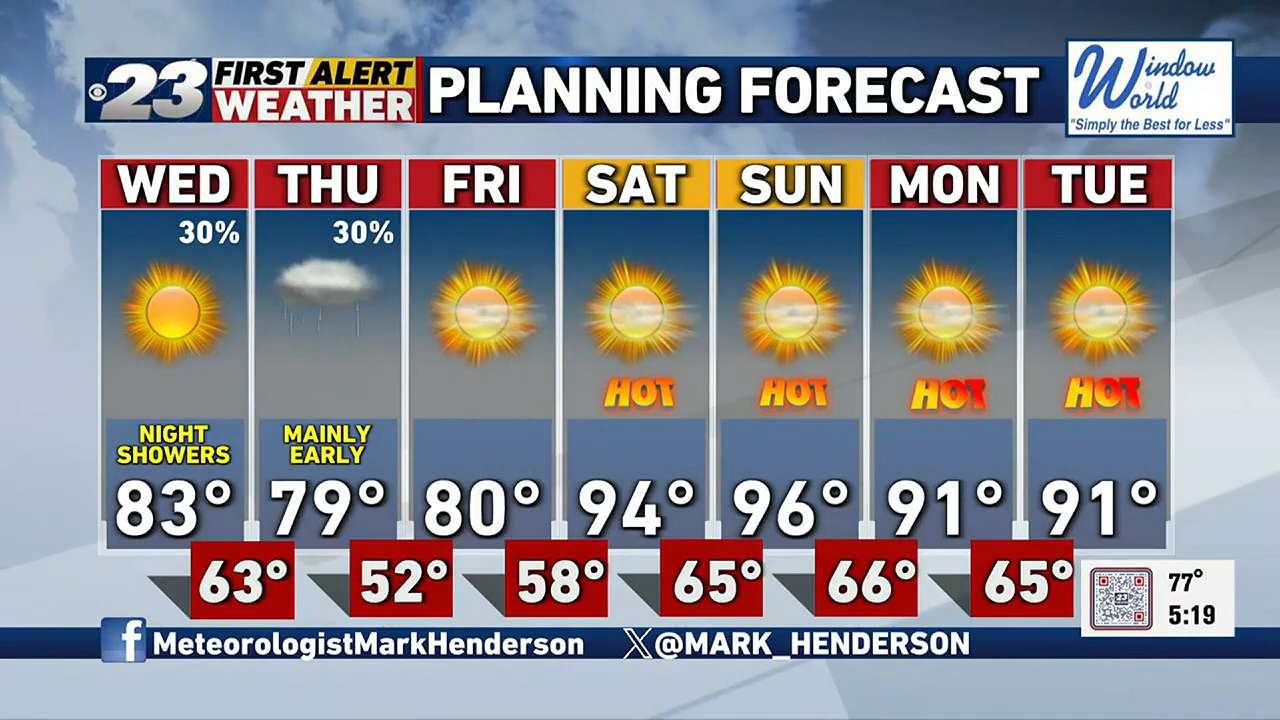 23 FIRST ALERT WEATHER
PLANNING FORECAST
Window World
"Simply the Best for Less"
WED THU FRI SAT SUN MON TUE
30% 30%
HOT HOT HOT HOT
NIGHT SHOWERS
MAINLY EARLY
83° 79° 80° 94° 96° 91° 91°
63° 52° 58° 65° 66° 65°
77°
5:19
f MeteorologistMarkHenderson X @MARK_HENDERSON